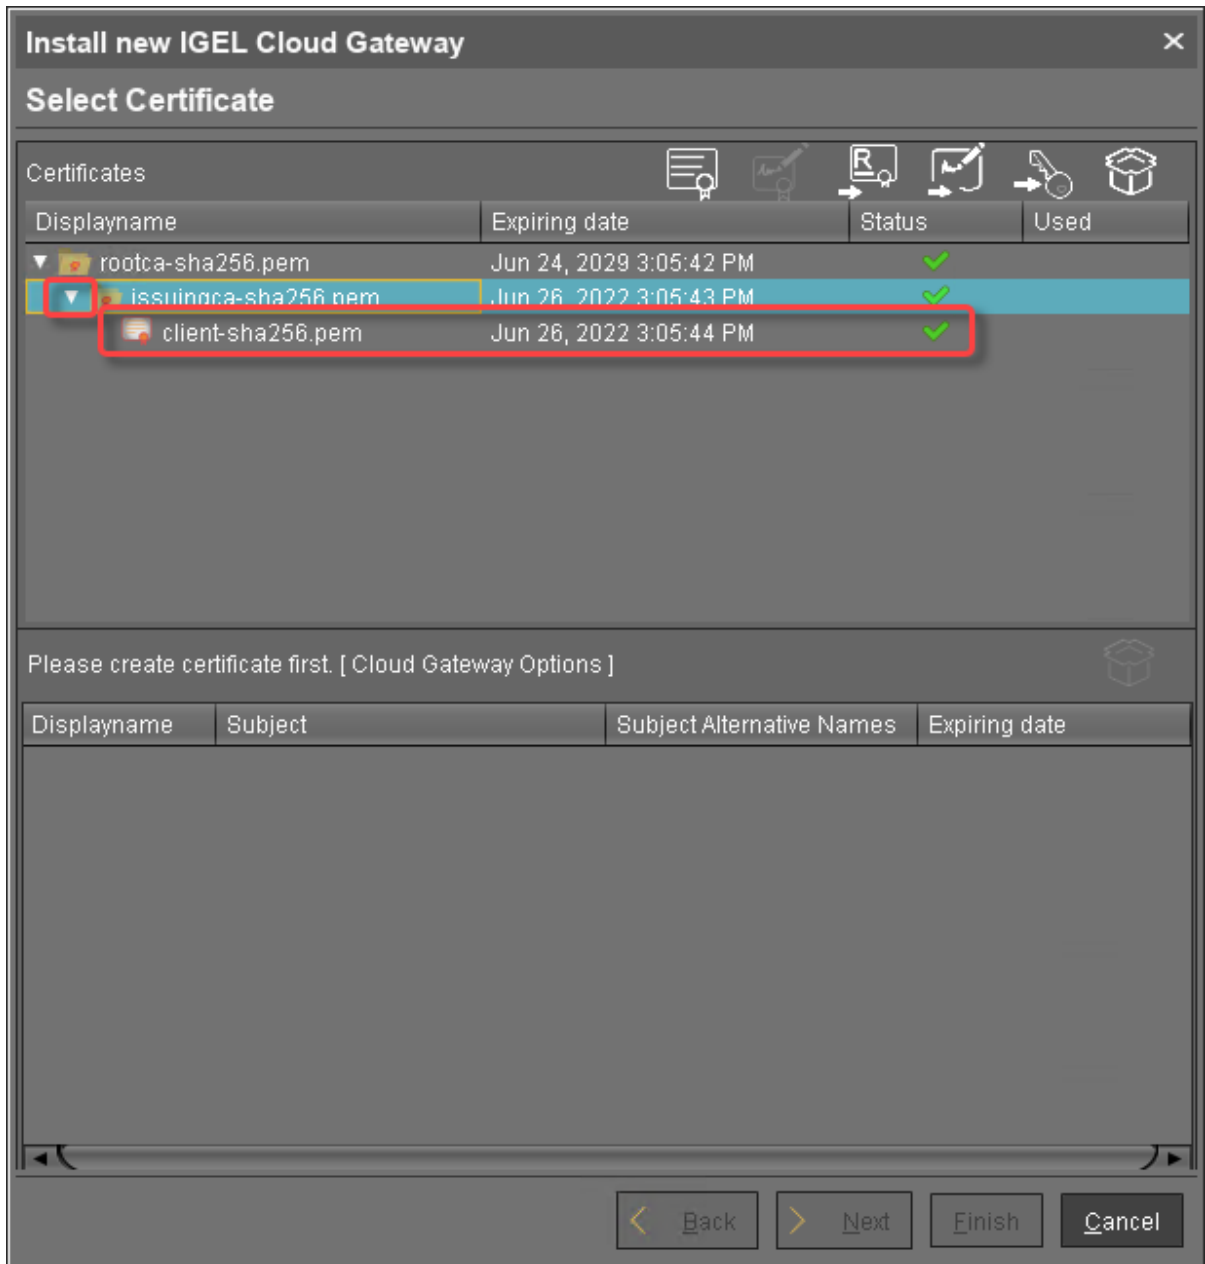 Install new IGEL Cloud Gateway
Select Certificate
Certificates
Displayname Expiring date Status Used
rootca-sha256.pem Jun 24, 2029 3:05:42 PM
issuingca-sha256.pem Jun 26, 2022 3:05:43 PM
client-sha256.pem Jun 26, 2022 3:05:44 PM
Please create certificate first. [ Cloud Gateway Options ]
Displayname Subject Subject Alternative Names Expiring date
Back Next Finish Cancel